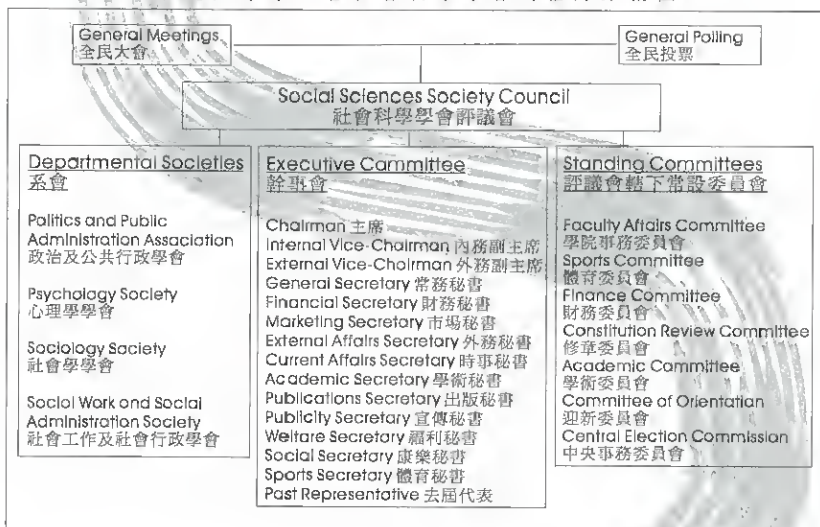 General Meetings
全民大會
General Polling
全民投票
Social Sciences Society Council
社會科學學會評議會
Departmental Societies
系會
Politics and Public
Administration Association
政治及公共行政學會
Psychology Society
心理學學會
Sociology Society
社會學學會
Social Work and Social
Administration Society
社會工作及社會行政學會
Executive Committee
幹事會
Chairman 主席
Internal Vice-Chairman 內務副主席
External Vice-Chairman 外務副主席
General Secretary 常務秘書
Financial Secretary 財務秘書
Marketing Secretary 市場秘書
External Affairs Secretary 外務秘書
Current Affairs Secretary 時事秘書
Academic Secretary 學術秘書
Publications Secretary 出版秘書
Publicity Secretary 宣傳秘書
Welfare Secretary 福利秘書
Social Secretary 康樂秘書
Sports Secretary 體育秘書
Past Representative 去屆代表
Standing Committees
評議會轄下常設委員會
Faculty Affairs Committee
學院事務委員會
Sports Committee
體育委員會
Finance Committee
財務委員會
Constitution Review Committee
修章委員會
Academic Committee
學術委員會
Committee of Orientation
迎新委員會
Central Election Commission
中央事務委員會